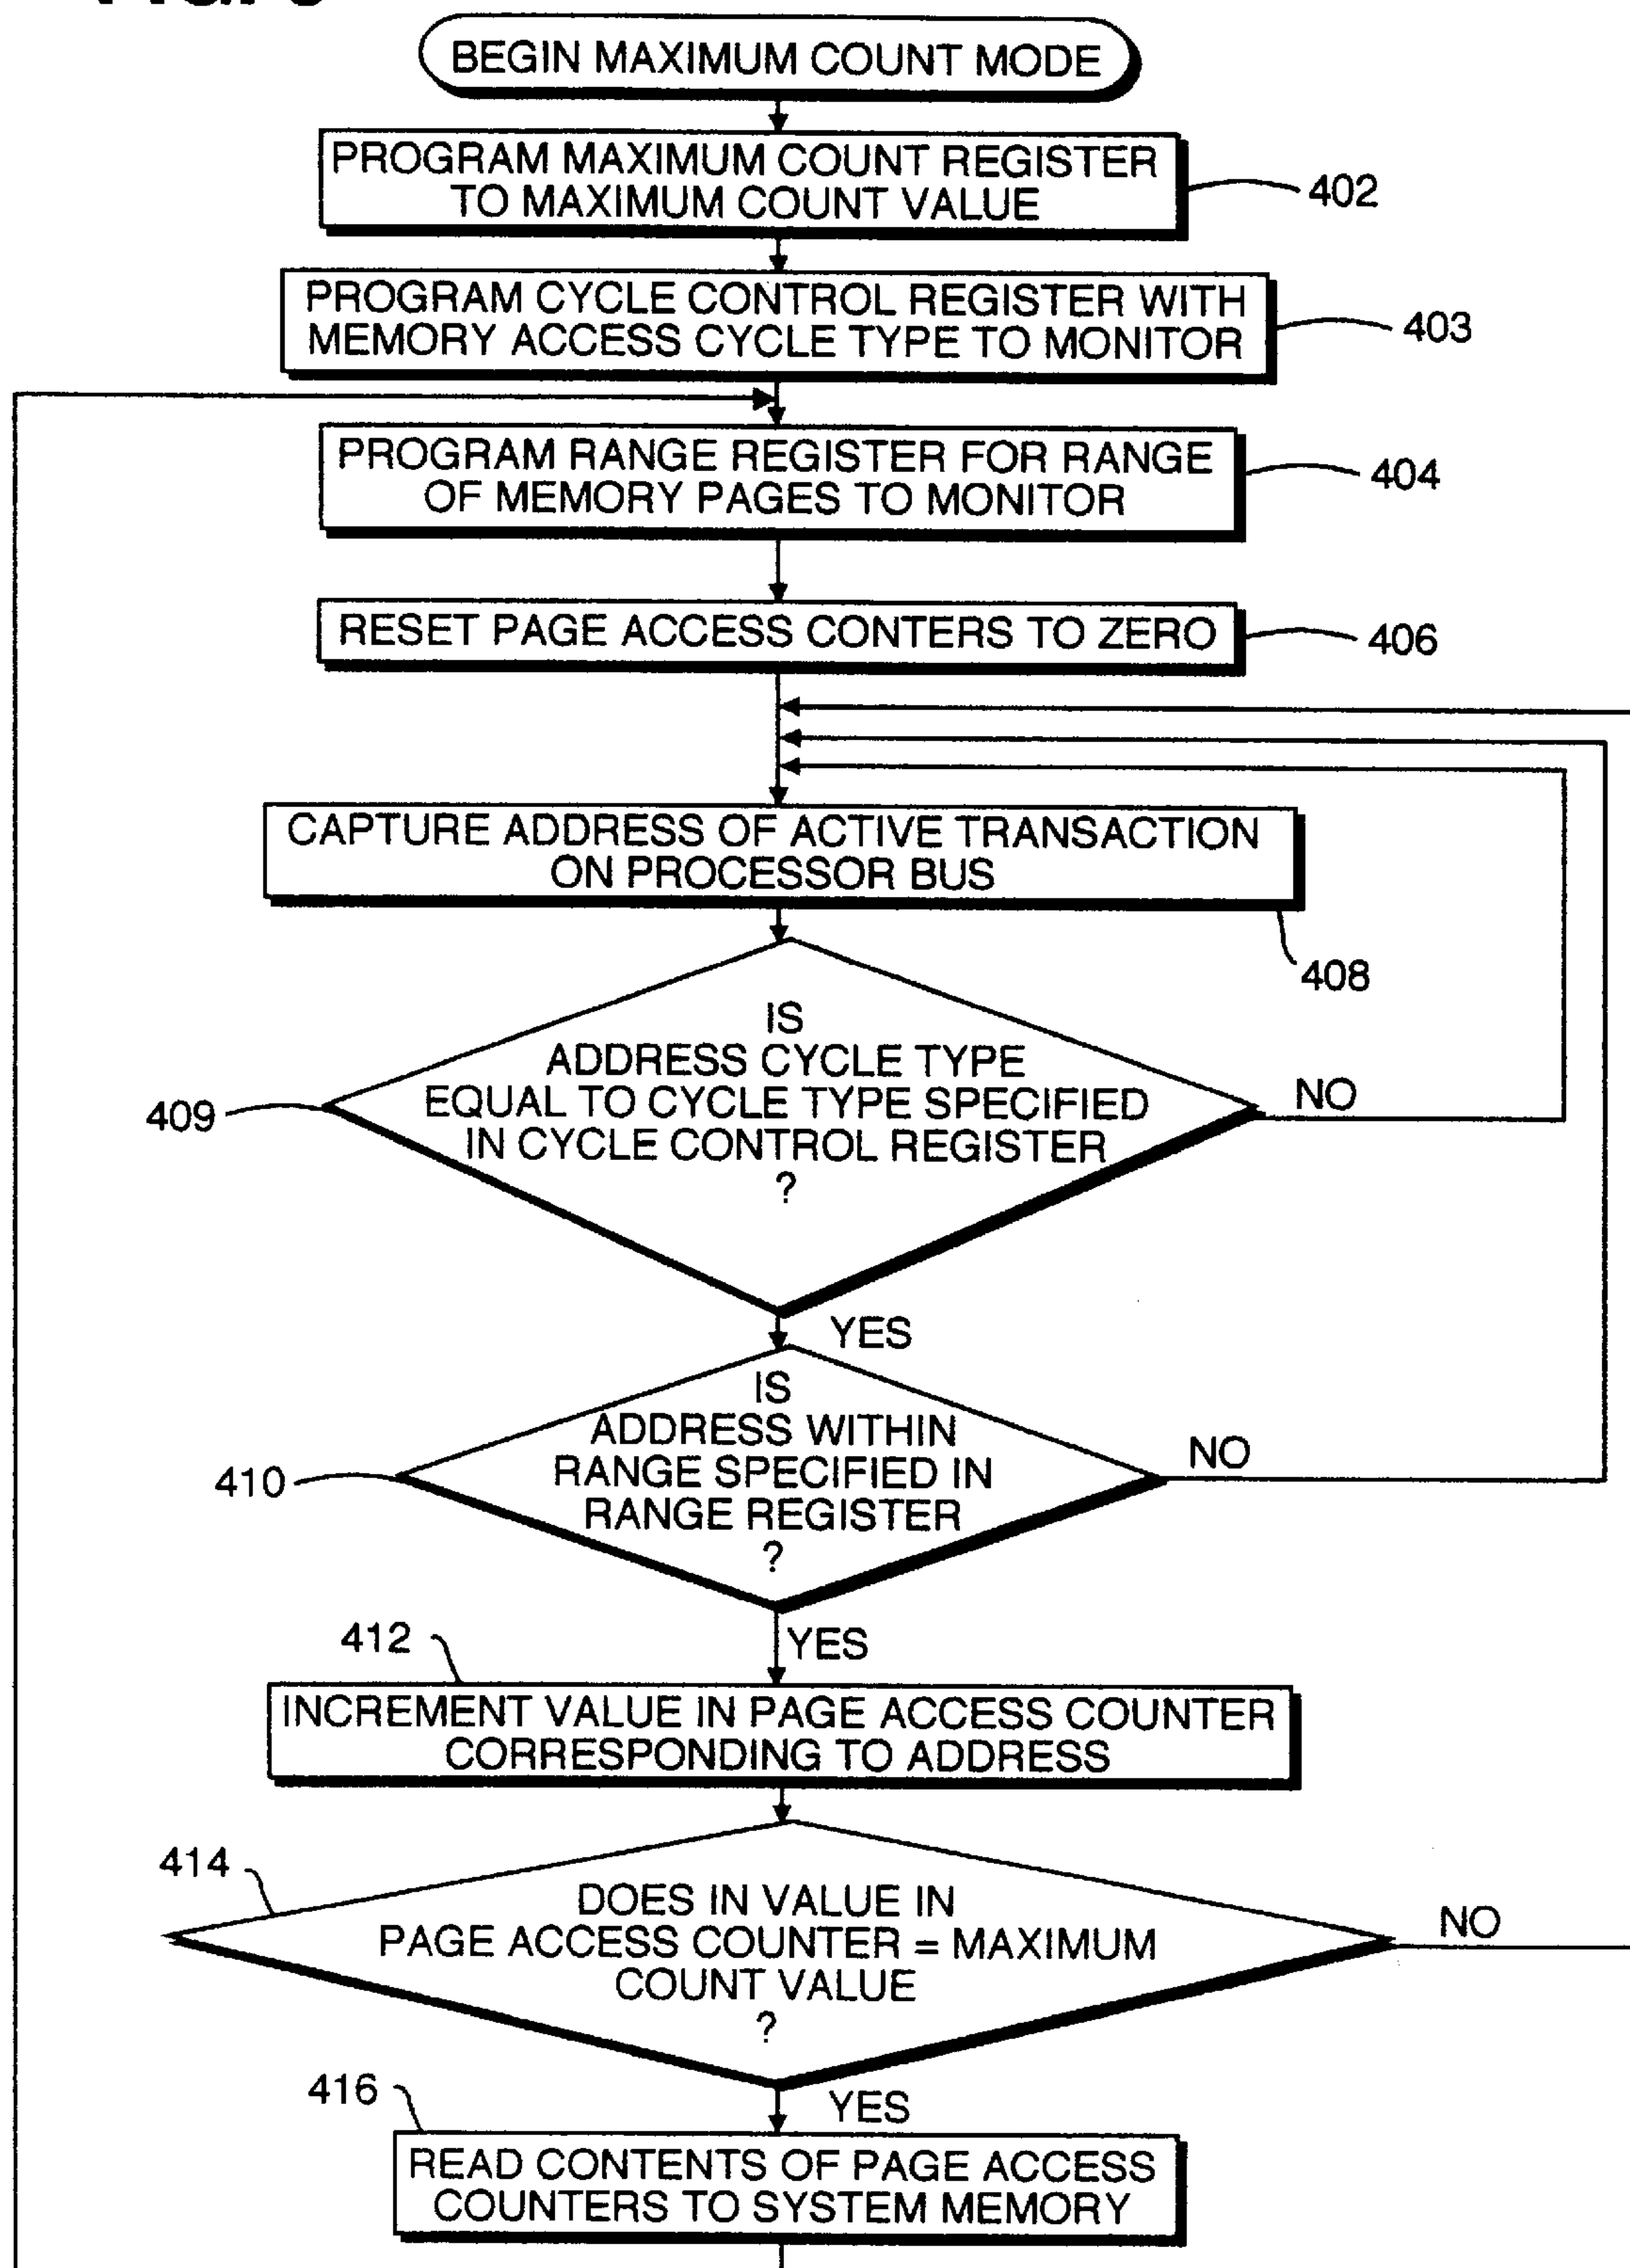 BEGIN MAXIMUM COUNT MODE
PROGRAM MAXIMUM COUNT REGISTER
TO MAXIMUM COUNT VALUE
402
PROGRAM CYCLE CONTROL REGISTER WITH
MEMORY ACCESS CYCLE TYPE TO MONITOR
403
PROGRAM RANGE REGISTER FOR RANGE
OF MEMORY PAGES TO MONITOR
404
RESET PAGE ACCESS CONTERS TO ZERO
406
CAPTURE ADDRESS OF ACTIVE TRANSACTION
ON PROCESSOR BUS
408
IS
ADDRESS CYCLE TYPE
EQUAL TO CYCLE TYPE SPECIFIED
IN CYCLE CONTROL REGISTER
?
409
NO
YES
IS
ADDRESS WITHIN
RANGE SPECIFIED IN
RANGE REGISTER
?
410
NO
YES
412
INCREMENT VALUE IN PAGE ACCESS COUNTER
CORRESPONDING TO ADDRESS
414
DOES IN VALUE IN
PAGE ACCESS COUNTER = MAXIMUM
COUNT VALUE
?
NO
YES
416
READ CONTENTS OF PAGE ACCESS
COUNTERS TO SYSTEM MEMORY